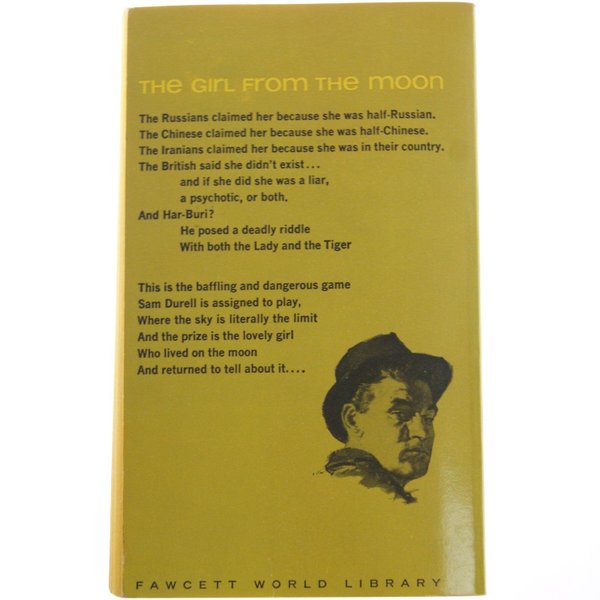 THE GIRL FROM THE MOON
The Russians claimed her because she was half-Russian.
The Chinese claimed her because she was half-Chinese.
The Iranians claimed her because she was in their country.
The British said she didn't exist...
and if she did she was a liar,
a psychotic, or both.
And Har-Buri?
He posed a deadly riddle
With both the Lady and the Tiger
This is the baffling and dangerous game
Sam Durell is assigned to play,
Where the sky is literally the limit
And the prize is the lovely girl
Who lived on the moon
And returned to tell about it....
FAWCETT WORLD LIBRARY